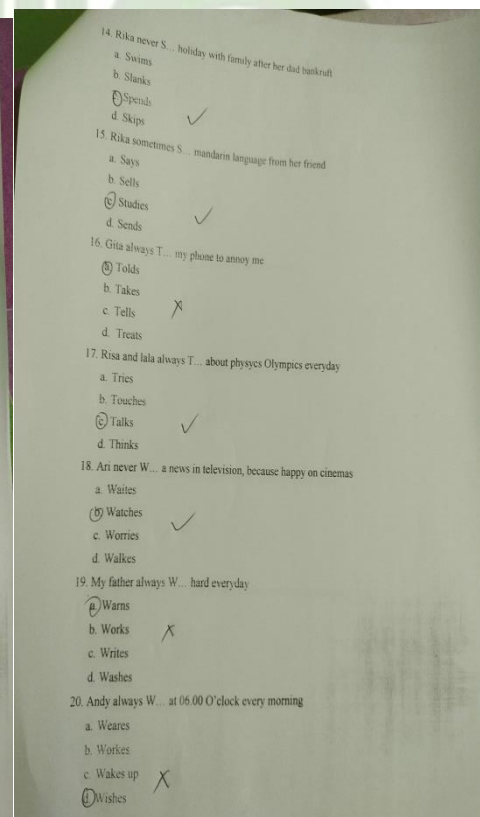 14. Rika never S... holiday with family after her dad bankruft
a. Swims
b. Slanks
c. Spends
d. Skips
15. Rika sometimes S... mandarin language from her friend
a. Says
b. Sells
c. Studies
d. Sends
16. Gita always T... my phone to annoy me
a. Tolds
b. Takes
c. Tells
d. Treats
17. Risa and lala always T... about physycs Olympics everyday
a. Tries
b. Touches
c. Talks
d. Thinks
18. Ari never W... a news in television, because happy on cinemas
a. Waites
b. Watches
c. Worries
d. Walkes
19. My father always W... hard everyday
a. Warns
b. Works
c. Writes
d. Washes
20. Andy always W... at 06.00 O'clock every morning
a. Weares
b. Workes
c. Wakes up
d. Wishes